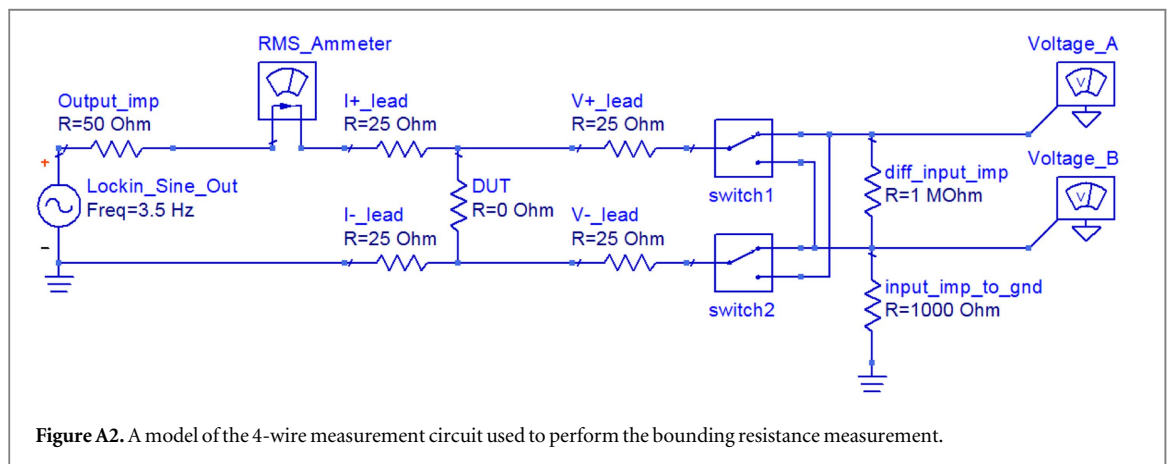 RMS_Ammeter
Voltage_A
Output_imp
R=50 Ohm
I+_lead
R=25 Ohm
V+_lead
R=25 Ohm
+
V
Lockin_Sine_Out
Freq=3.5 Hz
DUT
R=0 Ohm
switch1
diff_input_imp
R=1 MOhm
Voltage_B
V
I-_lead
R=25 Ohm
V-_lead
R=25 Ohm
–
switch2
input_imp_to_gnd
R=1000 Ohm
Figure A2. A model of the 4-wire measurement circuit used to perform the bounding resistance measurement.